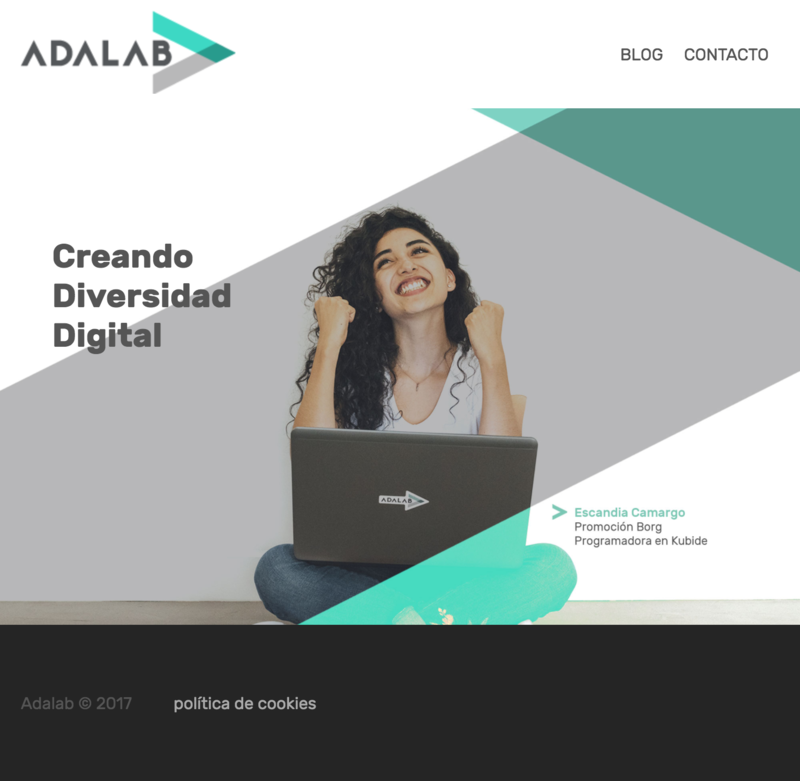 ADALAB
BLOG CONTACTO
Creando
Diversidad
Digital
ADALAB
> Escandia Camargo
Promoción Borg
Programadora en Kubide
Adalab © 2017 política de cookies